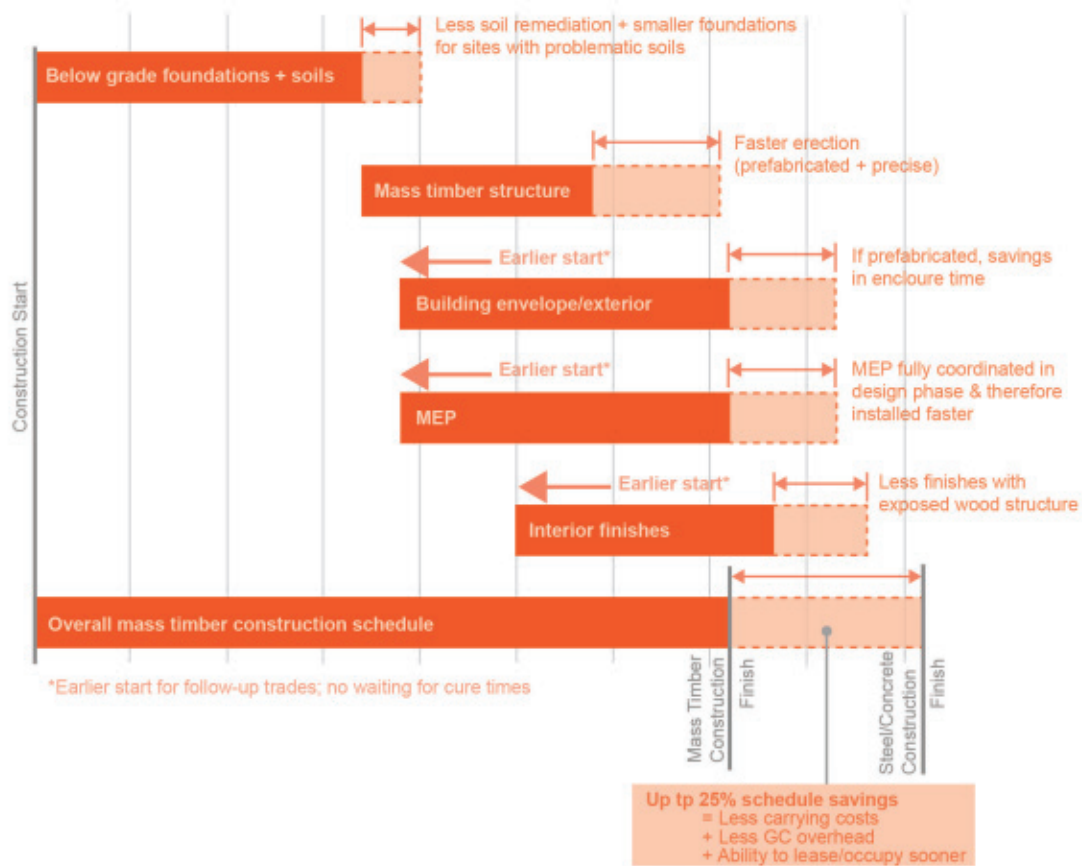 Less soil remediation + smaller foundations
for sites with problematic soils
Below grade foundations + soils
Faster erection
(prefabricated + precise)
Mass timber structure
Earlier start*
If prefabricated, savings
in encloure time
Building envelope/exterior
Construction Start
Earlier start*
MEP fully coordinated in
design phase & therefore
installed faster
MEP
Earlier start*
Less finishes with
exposed wood structure
Interior finishes
Overall mass timber construction schedule
*Earlier start for follow-up trades; no waiting for cure times
Mass Timber
Construction
Finish
Steel/Concrete
Construction
Finish
Up tp 25% schedule savings
= Less carrying costs
+ Less GC overhead
+ Ability to lease/occupy sooner